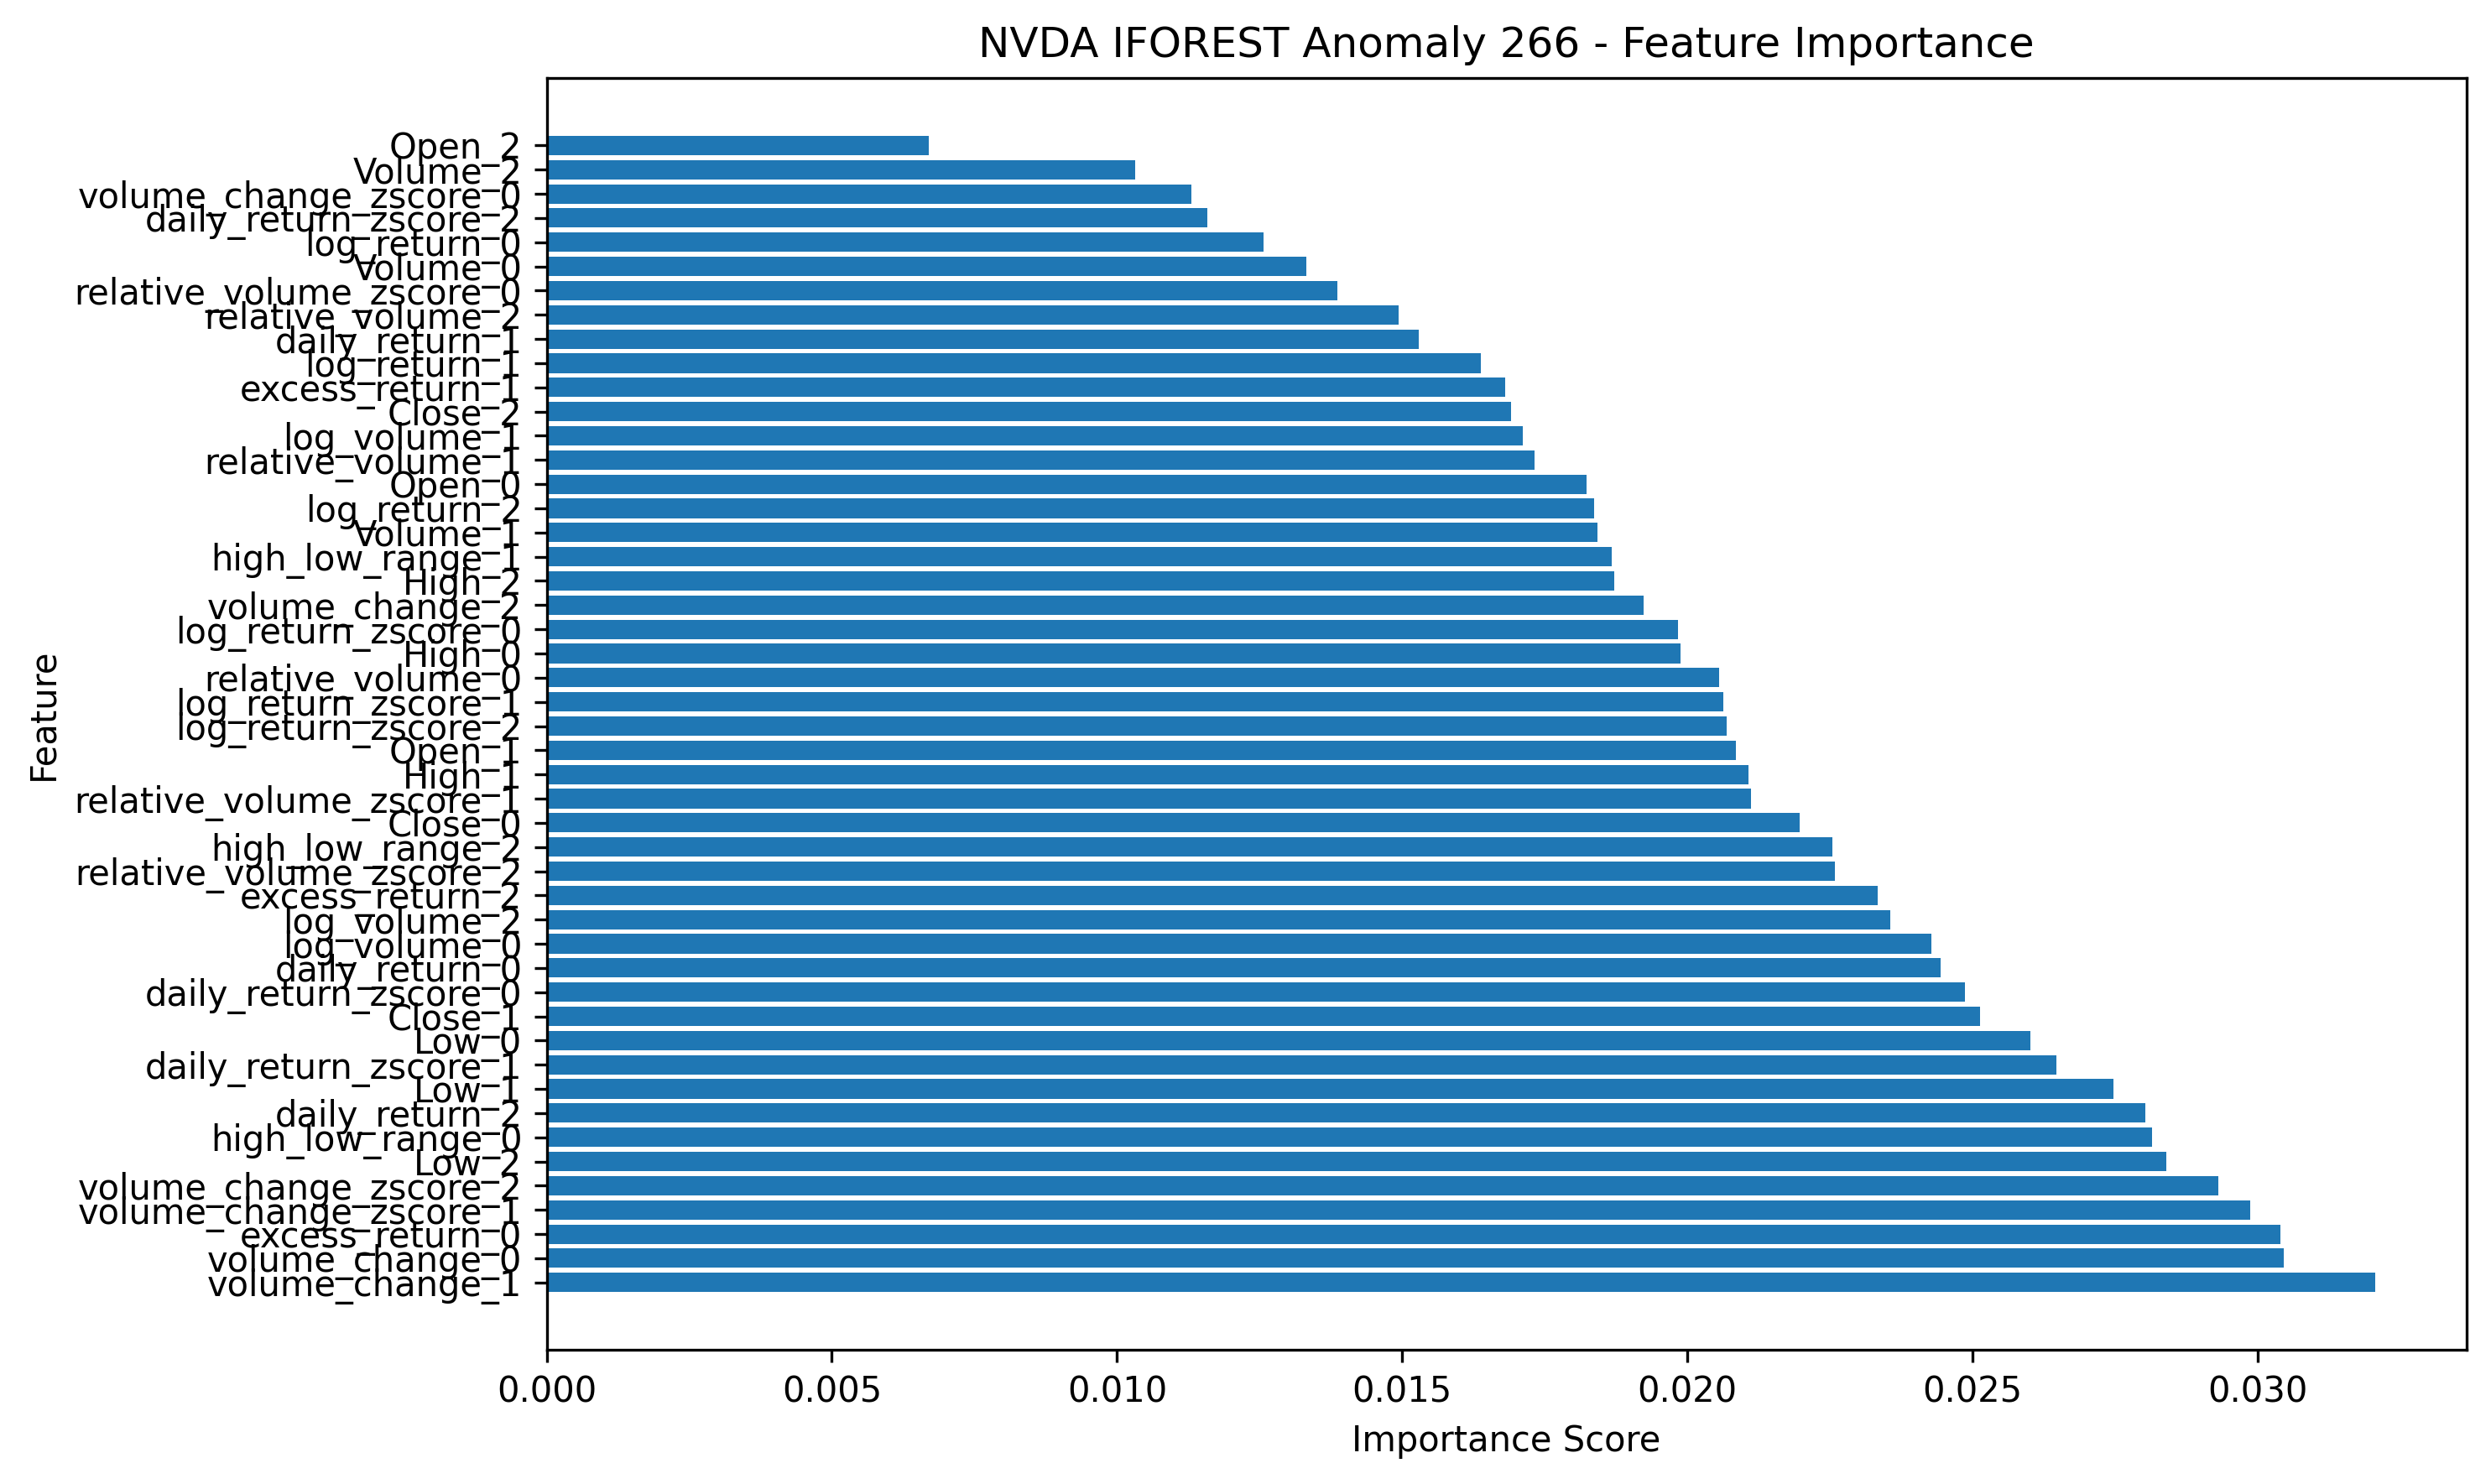 NVDA IFOREST Anomaly 266 - Feature Importance
Open_2
Volume_2
volume_change_zscore_0
daily_return_zscore_2
log_return_0
Volume_0
relative_volume_zscore_0
relative_volume_2
daily_return_1
log_return_1
excess_return_1
Close_2
log_volume_1
relative_volume_1
Open_0
log_return_2
Volume_1
high_low_range_1
High_2
volume_change_2
log_return_zscore_0
High_0
relative_volume_0
log_return_zscore_1
log_return_zscore_2
Open_1
High_1
relative_volume_zscore_1
Close_0
high_low_range_2
relative_volume_zscore_2
excess_return_2
log_volume_2
log_volume_0
daily_return_0
daily_return_zscore_0
Close_1
Low_0
daily_return_zscore_1
Low_1
daily_return_2
high_low_range_0
Low_2
volume_change_zscore_2
volume_change_zscore_1
excess_return_0
volume_change_0
volume_change_1
Feature
0.000 0.005 0.010 0.015 0.020 0.025 0.030
Importance Score